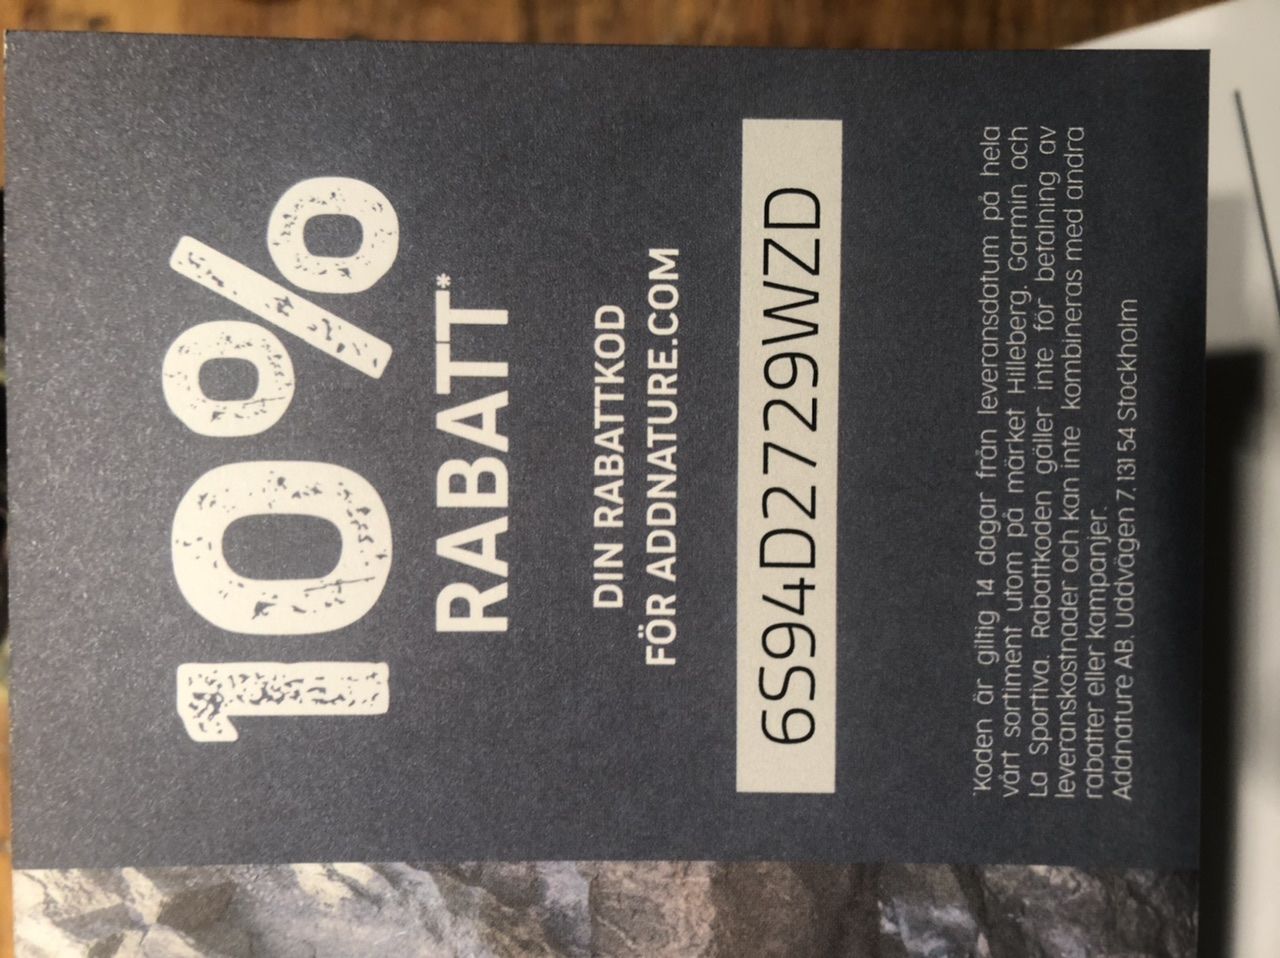 10%
RABATT*
DIN RABATTKOD
FÖR ADDNATURE.COM
6S94D2729WZD
*Koden är giltig 14 dagar från leveransdatum på hela
vårt sortiment utom på märket Hilleberg, Garmin och
La Sportiva. Rabattkoden gäller inte för betalning av
leveranskostnader och kan inte kombineras med andra
rabatter eller kampanjer.
Addnature AB. Uddvägen 7, 131 54 Stockholm